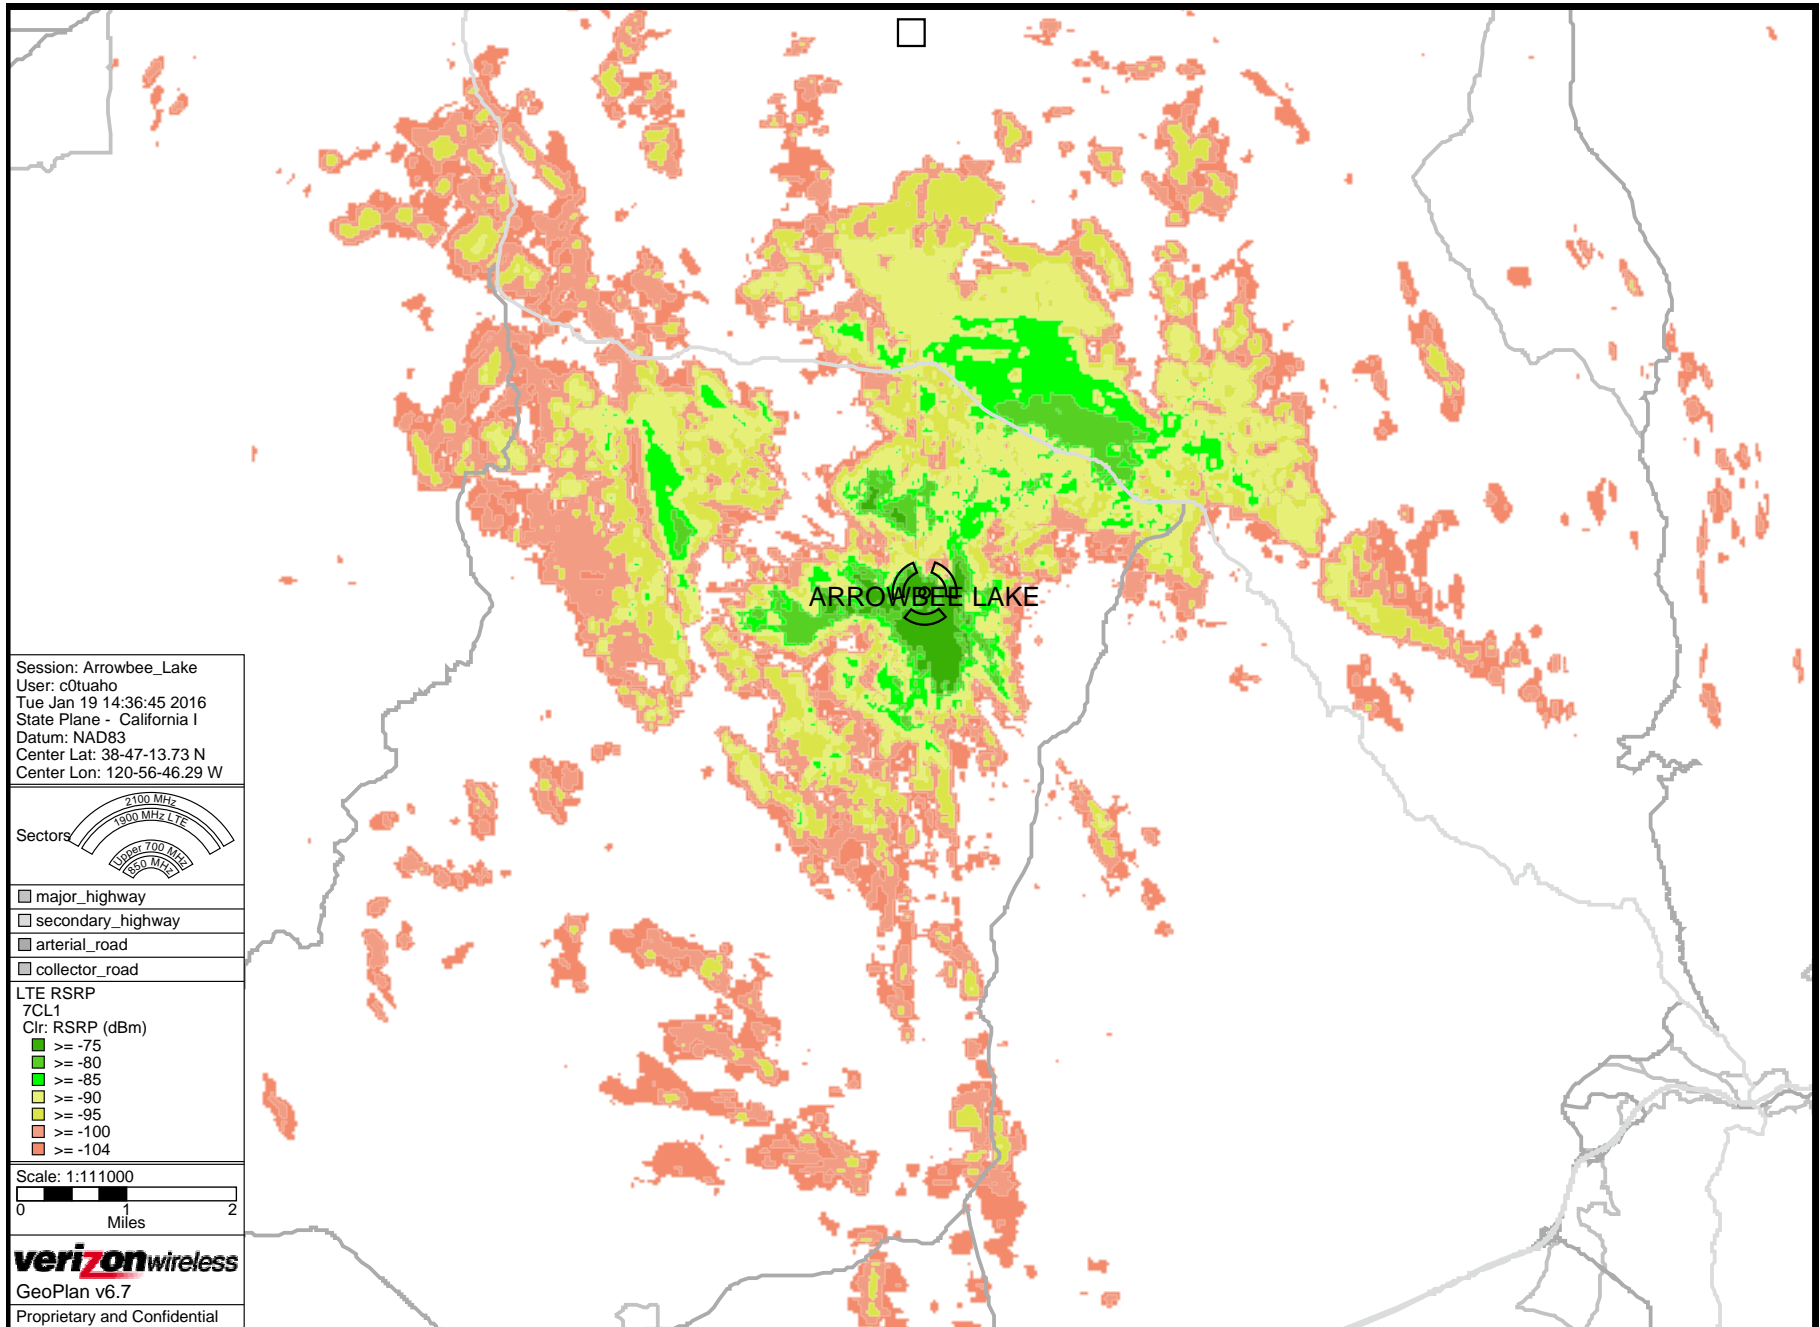 ARROWBEE LAKE
Session: Arrowbee_Lake
User: c0tuaho
Tue Jan 19 14:36:45 2016
State Plane - California I
Datum: NAD83
Center Lat: 38-47-13.73 N
Center Lon: 120-56-46.29 W
Sectors
2100 MHz
1900 MHz LTE
Upper 700 MHz
850 MHz
major_highway
secondary_highway
arterial_road
collector_road
LTE RSRP
7CL1
Clr: RSRP (dBm)
>= -75
>= -80
>= -85
>= -90
>= -95
>= -100
>= -104
Scale: 1:111000
0 1 2
Miles
verizonwireless
GeoPlan v6.7
Proprietary and Confidential